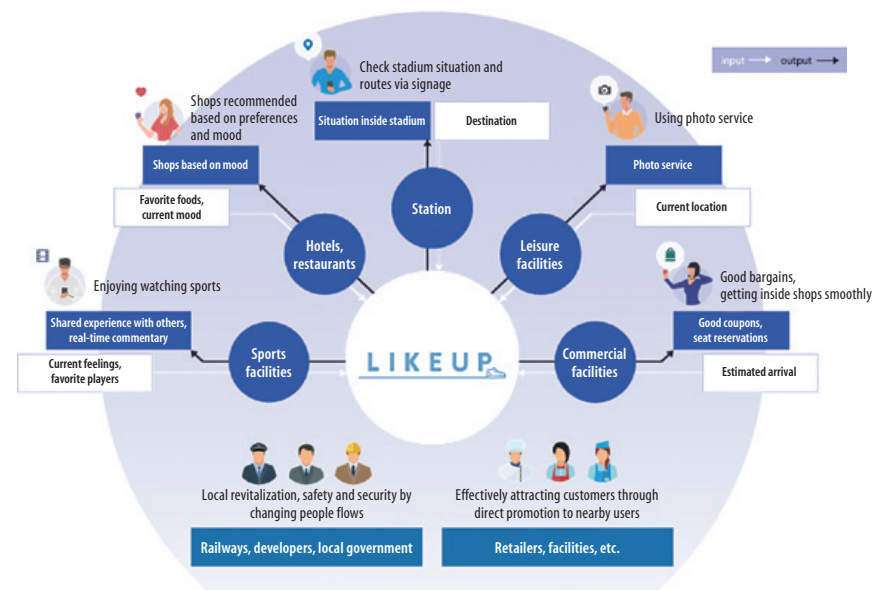 input
output
Check stadium situation and
routes via signage
Situation inside stadium
Destination
Shops recommended
based on preferences
and mood
Shops based on mood
Favorite foods,
current mood
Using photo service
Photo service
Current location
Station
Hotels,
restaurants
Leisure
facilities
Enjoying watching sports
Shared experience with others,
real-time commentary
Current feelings,
favorite players
Good bargains,
getting inside shops smoothly
Good coupons,
seat reservations
Estimated arrival
Sports
facilities
LIKEUP
Commercial
facilities
Local revitalization, safety and security by
changing people flows
Railways, developers, local government
Effectively attracting customers through
direct promotion to nearby users
Retailers, facilities, etc.